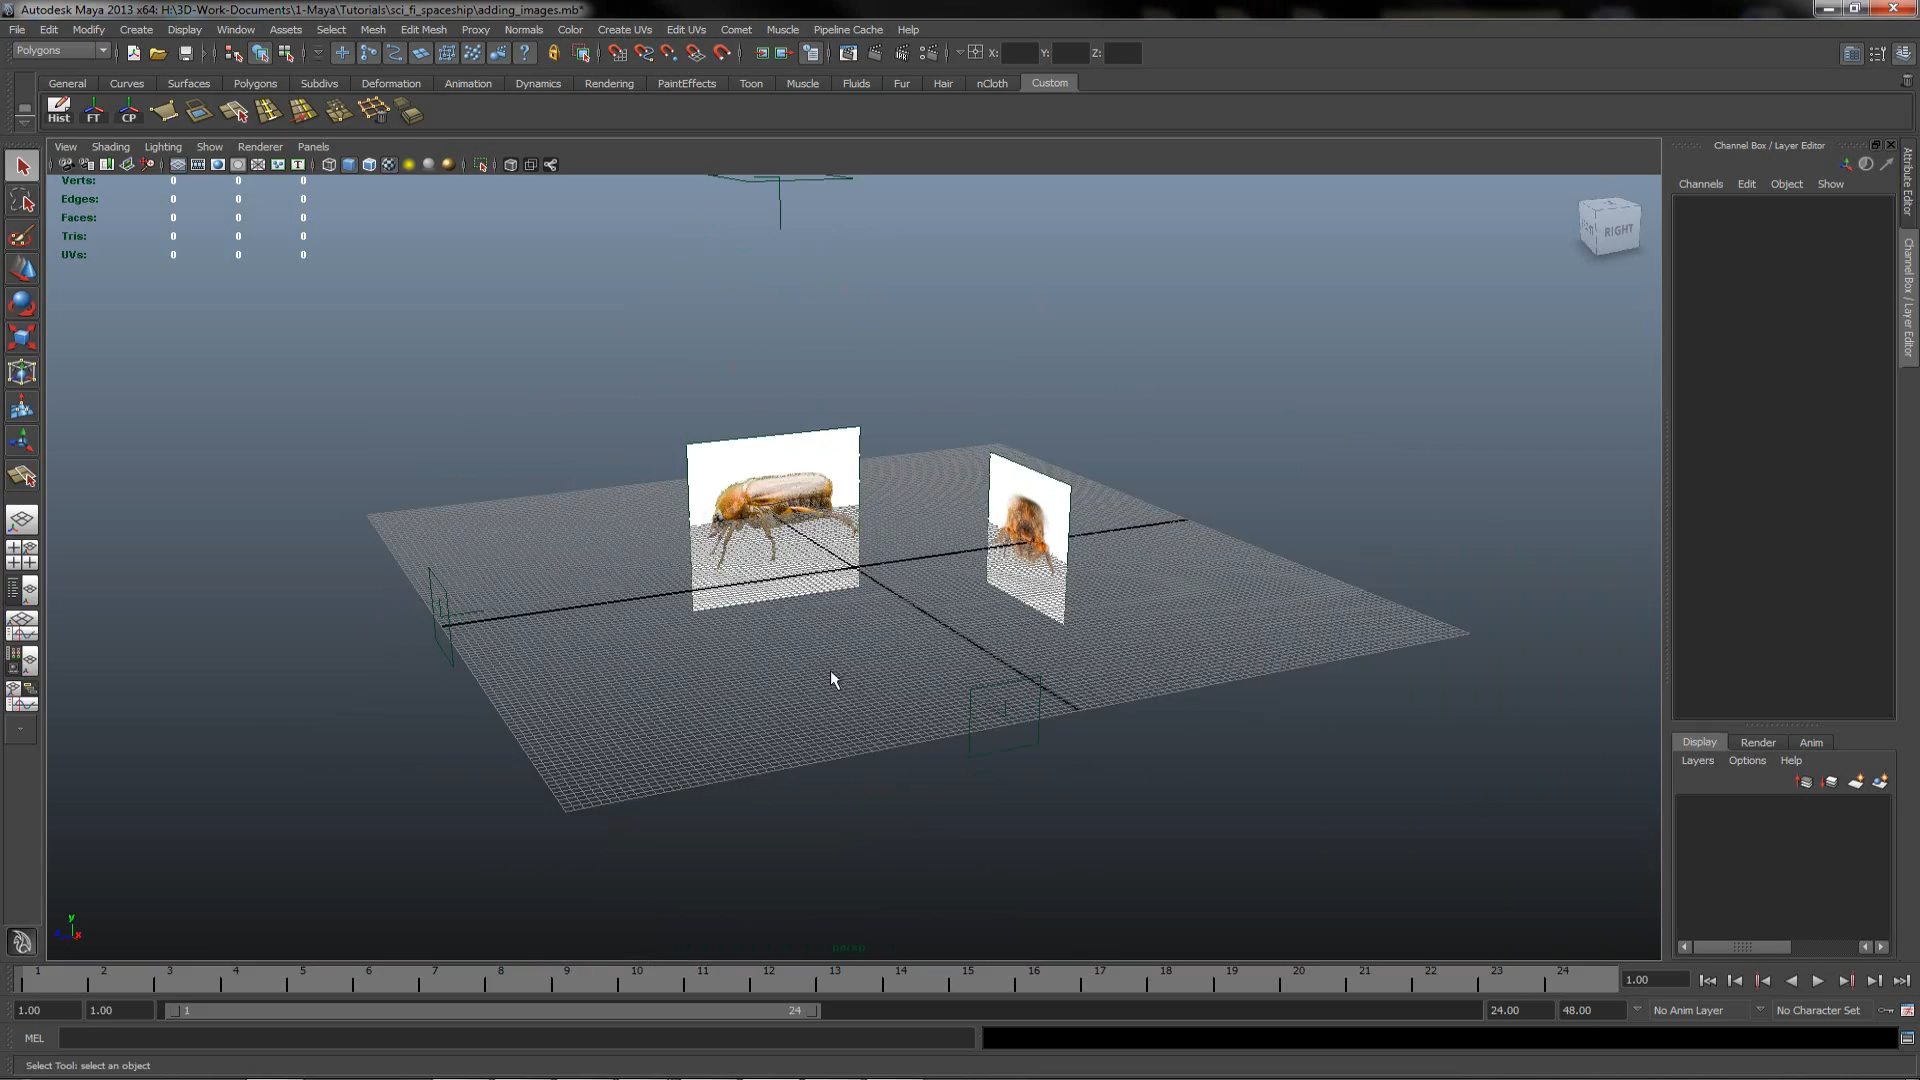 Autodesk Maya 2013 x64: H:\3D-Work-Documents\1-Maya\Tutorials\sci_fi_spaceship\adding_images.mb*
File Edit Modify Create Display Window Assets Select Mesh Edit Mesh Proxy Normals Color Create UVs Edit UVs Comet Muscle Pipeline Cache Help
Polygons X: Y: Z:
General Curves Surfaces Polygons Subdivs Deformation Animation Dynamics Rendering PaintEffects Toon Muscle Fluids Fur Hair nCloth Custom
Hist FT CP
View Shading Lighting Show Renderer Panels
Channel Box / Layer Editor
Channels Edit Object Show
Attribute Editor
Channel Box / Layer Editor
Verts: 0 0 0
Edges: 0 0 0
Faces: 0 0 0
Tris: 0 0 0
UVs: 0 0 0
RIGHT
Display Render Anim
Layers Options Help
y
x
persp
1 2 3 4 5 6 7 8 9 10 11 12 13 14 15 16 17 18 19 20 21 22 23 24 1.00
1.00 1.00 1 24 24.00 48.00 No Anim Layer No Character Set
MEL
Select Tool: select an object